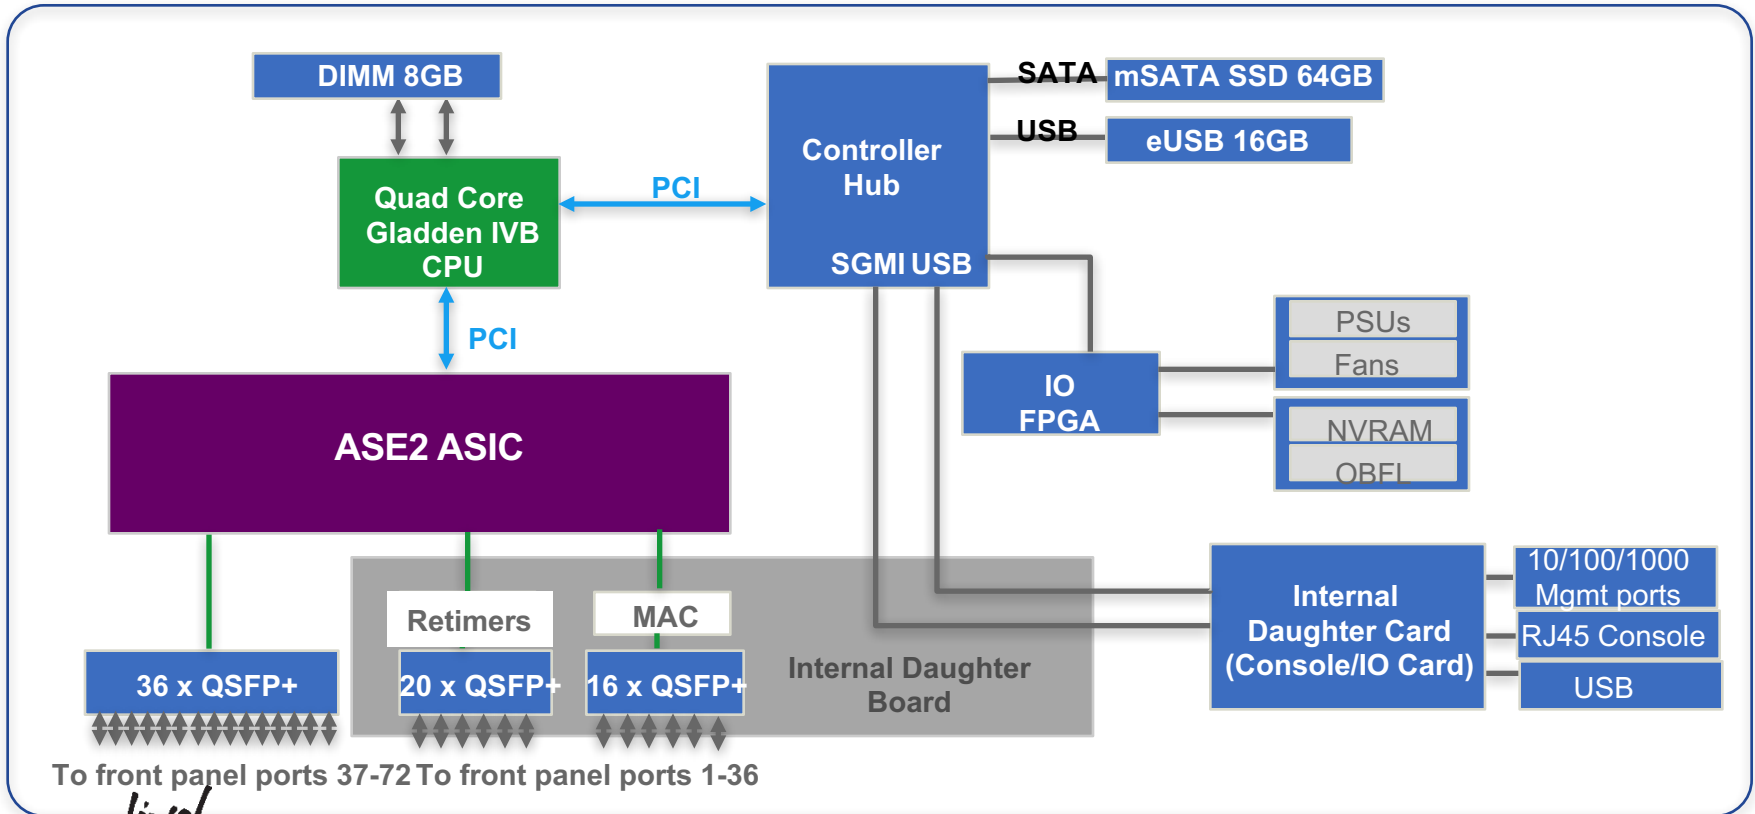 DIMM 8GB
Quad Core
Gladden IVB
CPU
PCI
PCI
Controller
Hub
SGMI USB
SATA
mSATA SSD 64GB
USB
eUSB 16GB
IO
FPGA
PSUs
Fans
NVRAM
OBFL
ASE2 ASIC
Retimers
MAC
36 x QSFP+
20 x QSFP+
16 x QSFP+
Internal Daughter
Board
Internal
Daughter Card
(Console/IO Card)
10/100/1000
Mgmt ports
RJ45 Console
USB
To front panel ports 37-72
To front panel ports 1-36